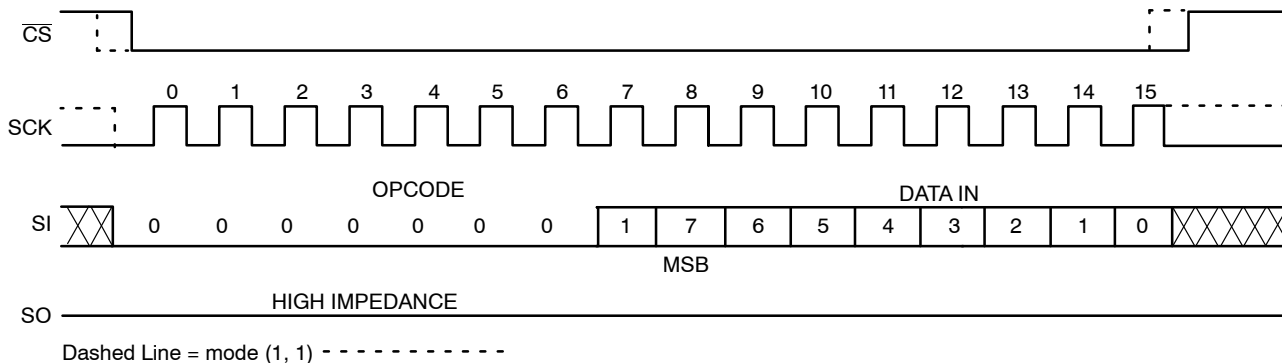 CS
0 1 2 3 4 5 6 7 8 9 10 11 12 13 14 15
SCK
OPCODE DATA IN
SI 0 0 0 0 0 0 0 1 7 6 5 4 3 2 1 0
MSB
HIGH IMPEDANCE
SO
Dashed Line = mode (1, 1)